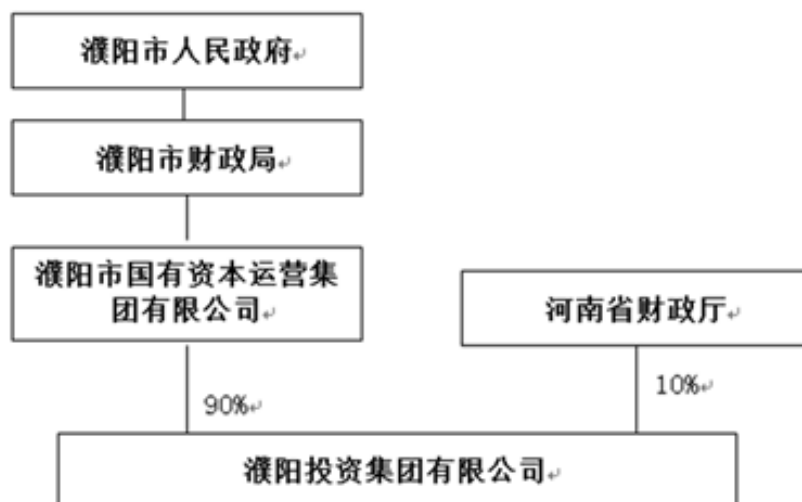 濮阳市人民政府
濮阳市财政局
濮阳市国有资本运营集
团有限公司
河南省财政厅
90%
10%
濮阳投资集团有限公司